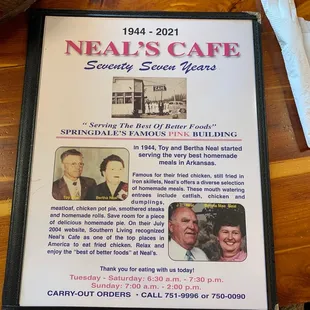 1944 - 2021
NEAL'S CAFE
Seventy Seven Years
CAFE
" Serving The Best Of Better Foods"
SPRINGDALE'S FAMOUS PINK BUILDING
in 1944, Toy and Bertha Neal started
serving the very best homemade
meals in Arkansas.
Famous for their fried chicken, still fried in
iron skillets, Neal's offers a diverse selection
of homemade meals. These mouth watering
entrees include catfish, chicken and
dumplings,
meatloaf, chicken pot pie, smothered steaks
and homemade rolls. Save room for a piece
of delicious homemade pie. On their July
2004 website, Southern Living recognized
Neal's Cafe as one of the top places in
America to eat fried chicken. Relax and
enjoy the "best of better foods" at Neal's.
Toy Neal
Bertha Neal
Thank you for eating with us today!
Tuesday - Saturday: 6:30 am - 7:30 pm.
Sunday: 7:00 a.m. - 2:00 p.m.
CARRY-OUT ORDERS - CALL 751-9996 or 750-0090